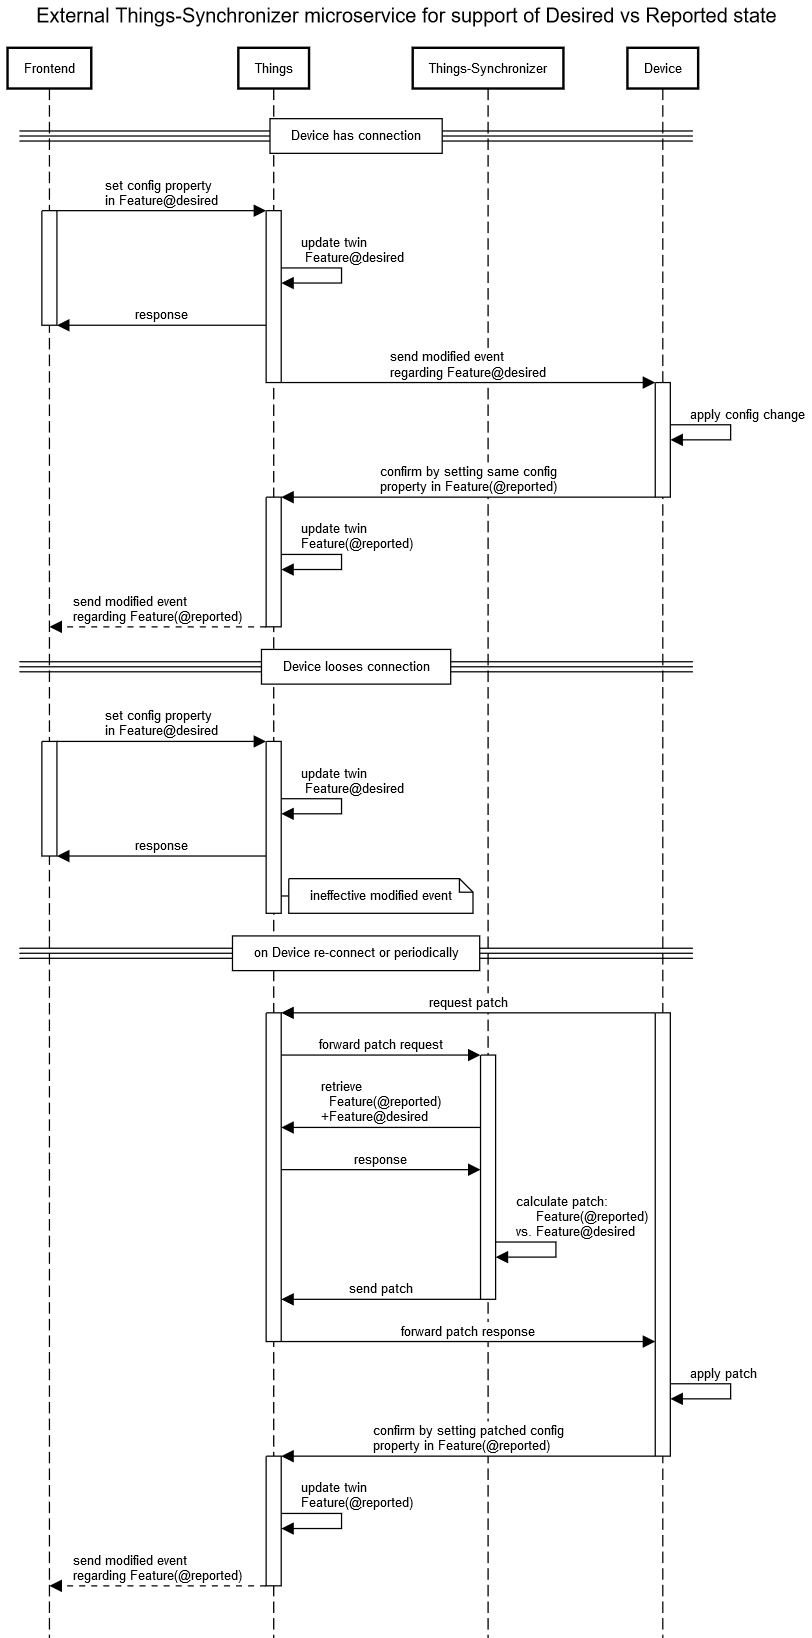 External Things-Synchronizer microservice for support of Desired vs Reported state
Frontend
Things
Things-Synchronizer
Device
Device has connection
set config property
in Feature@desired
update twin
Feature@desired
response
send modified event
regarding Feature@desired
apply config change
confirm by setting same config
property in Feature(@reported)
update twin
Feature(@reported)
send modified event
regarding Feature(@reported)
Device looses connection
set config property
in Feature@desired
update twin
Feature@desired
response
ineffective modified event
on Device re-connect or periodically
request patch
forward patch request
retrieve
Feature(@reported)
+Feature@desired
response
calculate patch:
Feature(@reported)
vs. Feature@desired
send patch
forward patch response
apply patch
confirm by setting patched config
property in Feature(@reported)
update twin
Feature(@reported)
send modified event
regarding Feature(@reported)